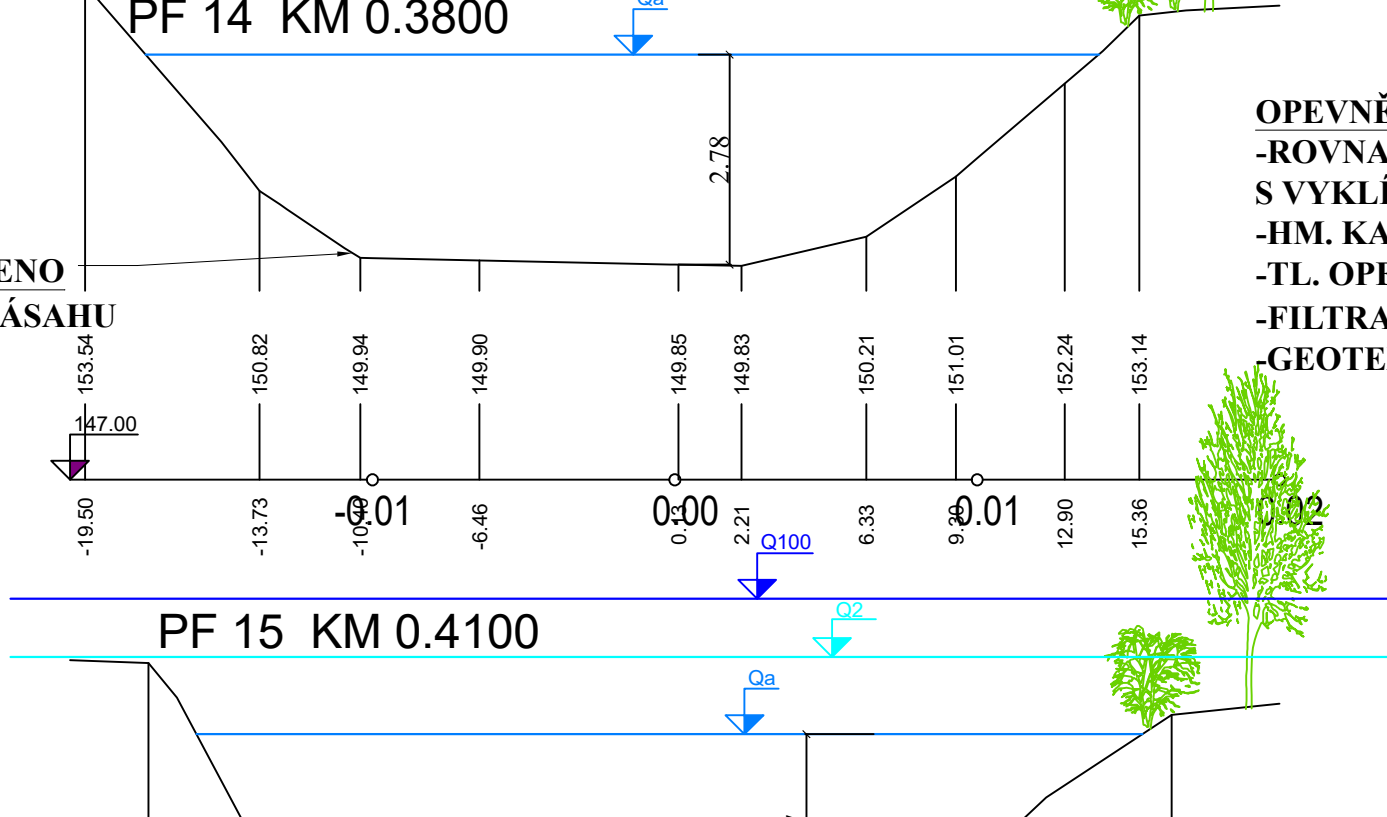 Qa
PF 14 KM 0.3800
2.78
OPEVNĚ
-ROVNA
S VYKLÍ
-HM. KA
-TL. OPE
-FILTRA
-GEOTE
ENO
ÁSAHU
153.54
150.82
149.94
149.90
149.85
149.83
150.21
151.01
152.24
153.14
147.00
-19.50
-13.73
-6.46
2.21
6.33
12.90
15.36
-0.01
0.00
0.01
0.02
Q100
Q2
PF 15 KM 0.4100
Qa